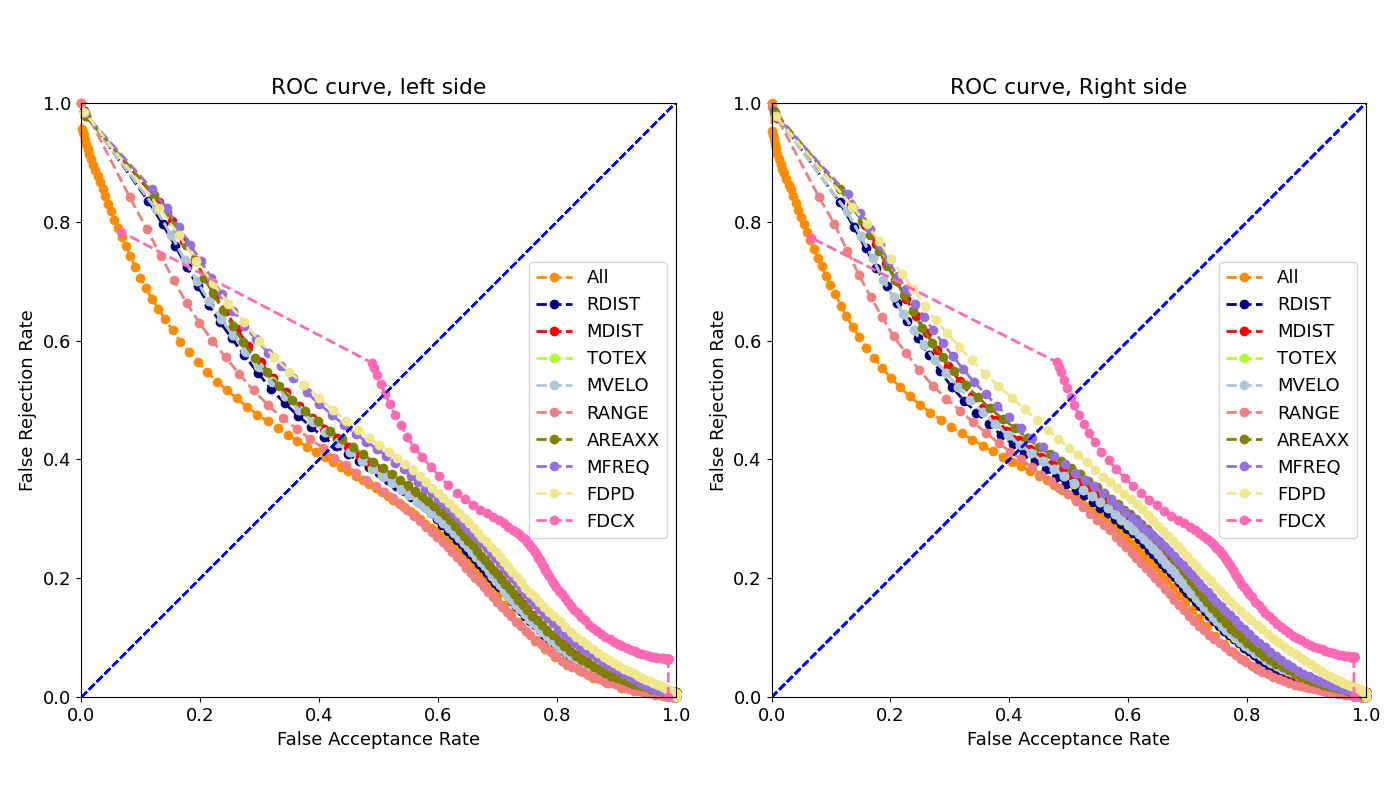 ROC curve, left side
False Rejection Rate
1.0
0.8
0.6
0.4
0.2
0.0
0.0 0.2 0.4 0.6 0.8 1.0
False Acceptance Rate
All
RDIST
MDIST
TOTEX
MVELO
RANGE
AREAXX
MFREQ
FDPD
FDCX
ROC curve, Right side
False Rejection Rate
1.0
0.8
0.6
0.4
0.2
0.0
0.0 0.2 0.4 0.6 0.8 1.0
False Acceptance Rate
All
RDIST
MDIST
TOTEX
MVELO
RANGE
AREAXX
MFREQ
FDPD
FDCX